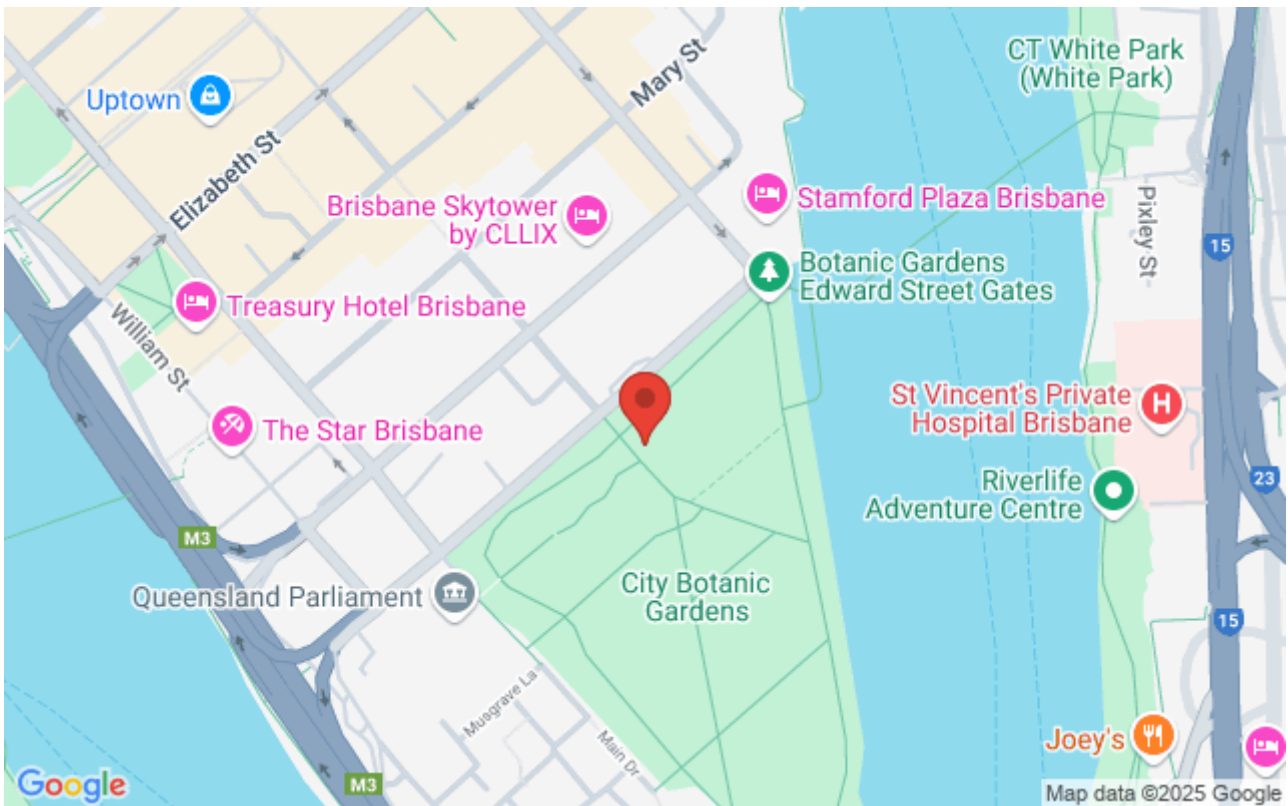 CT White Park
(White Park)
Mary St
Uptown
Elizabeth St
Brisbane Skytower
by CLLIX
Stamford Plaza Brisbane
Pixley St
15
Botanic Gardens
Edward Street Gates
Treasury Hotel Brisbane
William St
St Vincent's Private
Hospital Brisbane
H
The Star Brisbane
Riverlife
Adventure Centre
23
M3
Queensland Parliament
City Botanic
Gardens
15
Musgrave La
Main Dr
Joey's
Google
M3
Map data ©2025 Google